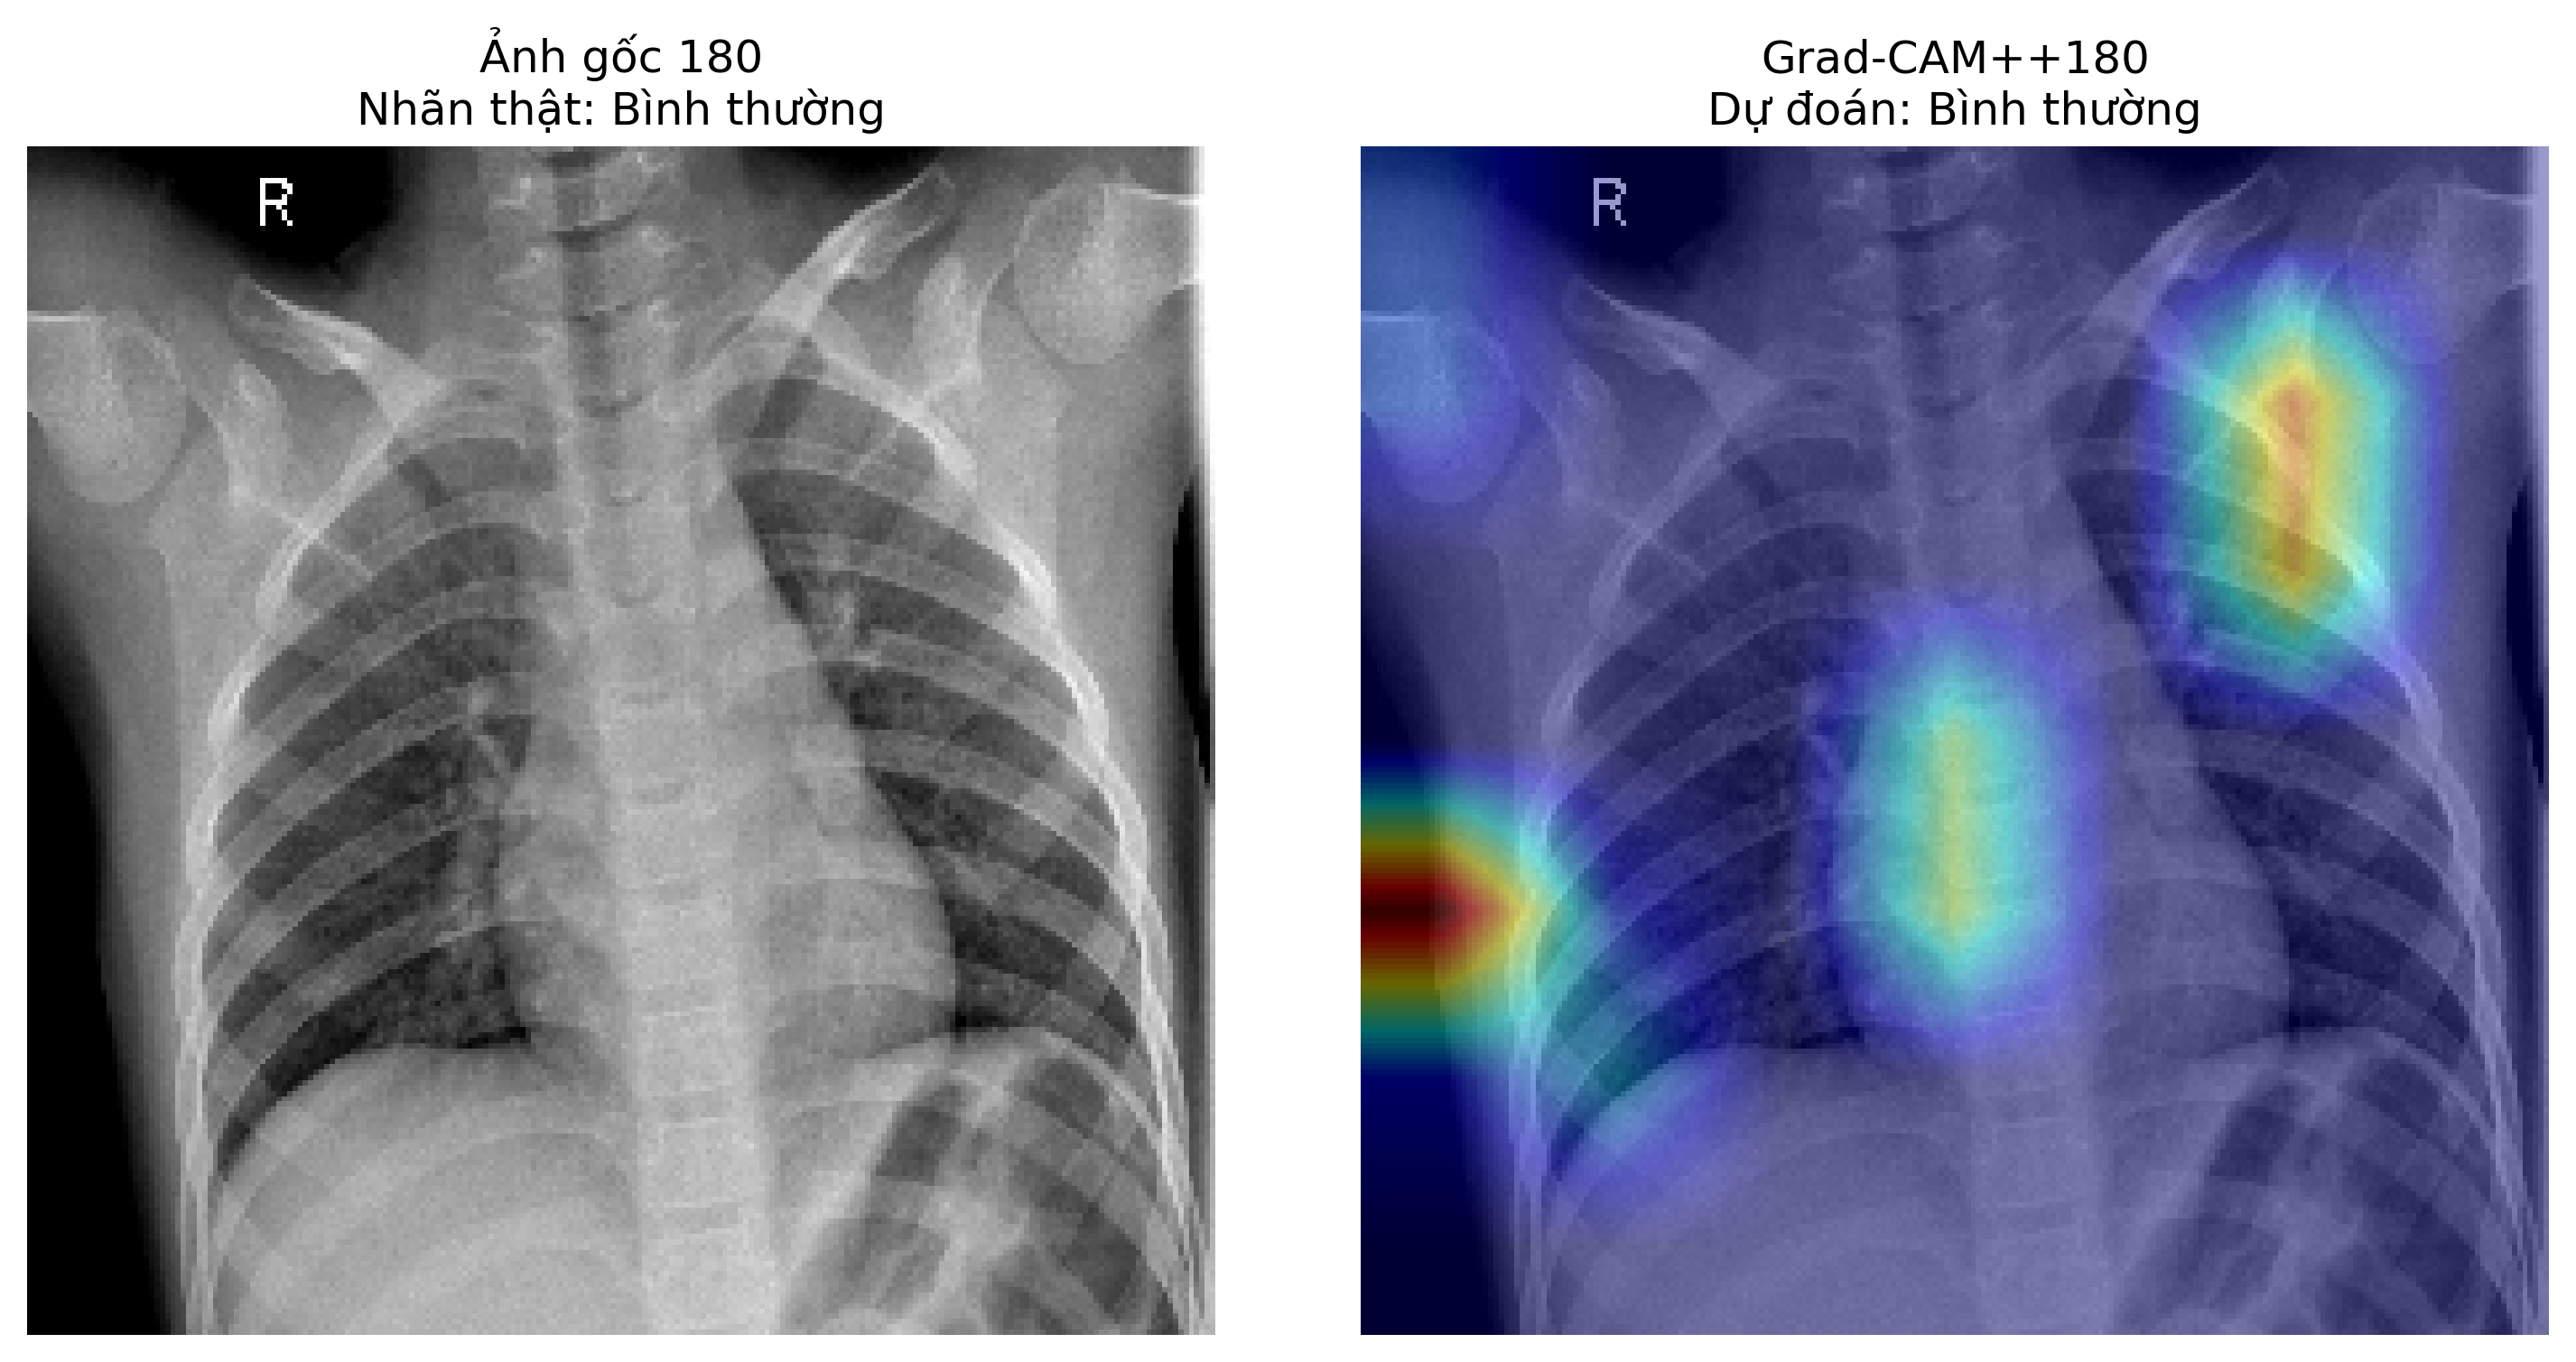 Ảnh gốc 180
Nhãn thật: Bình thường
R
Grad-CAM++180
Dự đoán: Bình thường
R